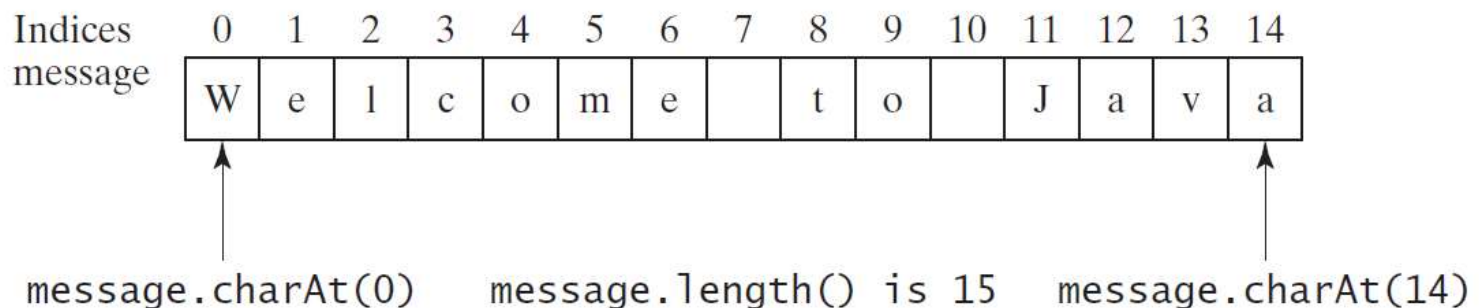 Indices 0 1 2 3 4 5 6 7 8 9 10 11 12 13 14
message W e l c o m e t o J a v a
message.charAt(0) message.length() is 15 message.charAt(14)